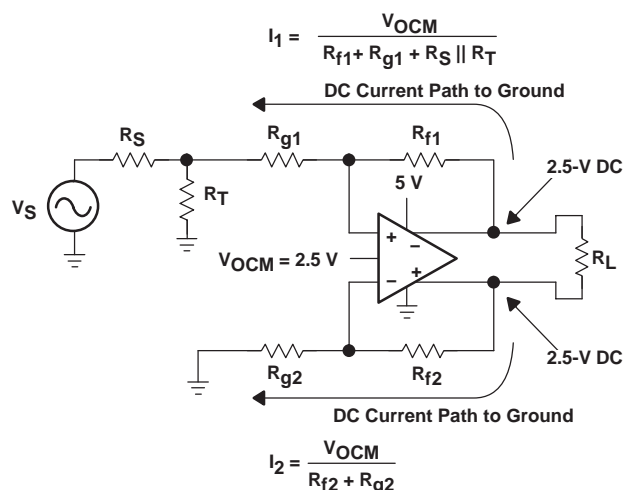 I1 = VOCM / (Rf1 + Rg1 + RS || RT)
DC Current Path to Ground
RS
Rg1
Rf1
2.5-V DC
VS
RT
5 V
+
−
VOCM = 2.5 V
−
+
RL
2.5-V DC
Rg2
Rf2
DC Current Path to Ground
I2 = VOCM / (Rf2 + Rg2)